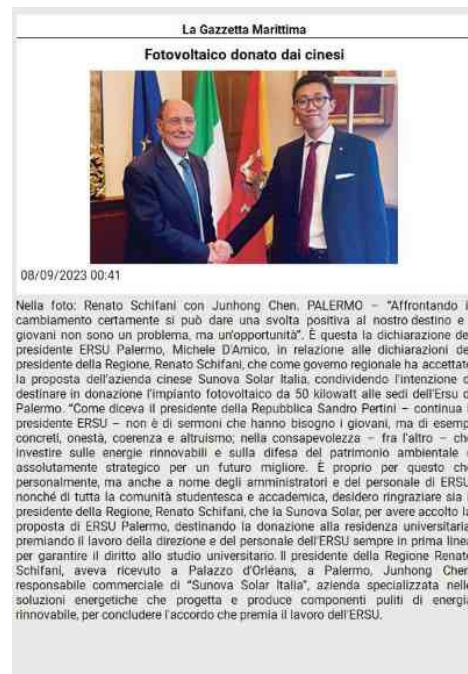 La Gazzetta Marittima
Fotovoltaico donato dai cinesi
08/09/2023 00:41
Nella foto: Renato Schifani con Junhong Chen. PALERMO – "Affrontando i
cambiamento certamente si può dare una svolta positiva al nostro destino e
giovani non sono un problema, ma un'opportunità". È questa la dichiarazione de
presidente ERSU Palermo, Michele D'Amico, in relazione alle dichiarazioni de
presidente della Regione, Renato Schifani, che come governo regionale ha accettato
la proposta dell'azienda cinese Sunova Solar Italia, condividendo l'intenzione d
destinare in donazione l'impianto fotovoltaico da 50 kilowatt alle sedi dell'Ersu d
Palermo. "Come diceva il presidente della Repubblica Sandro Pertini – continua i
presidente ERSU – non è di sermoni che hanno bisogno i giovani, ma di esemp
concreti, onestà, coerenza e altruismo; nella consapevolezza – fra l'altro – che
investire sulle energie rinnovabili e sulla difesa del patrimonio ambientale
assolutamente strategico per un futuro migliore. È proprio per questo che
personalmente, ma anche a nome degli amministratori e del personale di ERSU
nonché di tutta la comunità studentesca e accademica, desidero ringraziare sia i
presidente della Regione, Renato Schifani, che la Sunova Solar, per avere accolto la
proposta di ERSU Palermo, destinando la donazione alla residenza universitaria
premiando il lavoro della direzione e del personale dell'ERSU sempre in prima linea
per garantire il diritto allo studio universitario. Il presidente della Regione Renato
Schifani, aveva ricevuto a Palazzo d'Orléans, a Palermo, Junhong Chen
responsabile commerciale di "Sunova Solar Italia", azienda specializzata nelle
soluzioni energetiche che progetta e produce componenti puliti di energia
rinnovabile, per concludere l'accordo che premia il lavoro dell'ERSU.